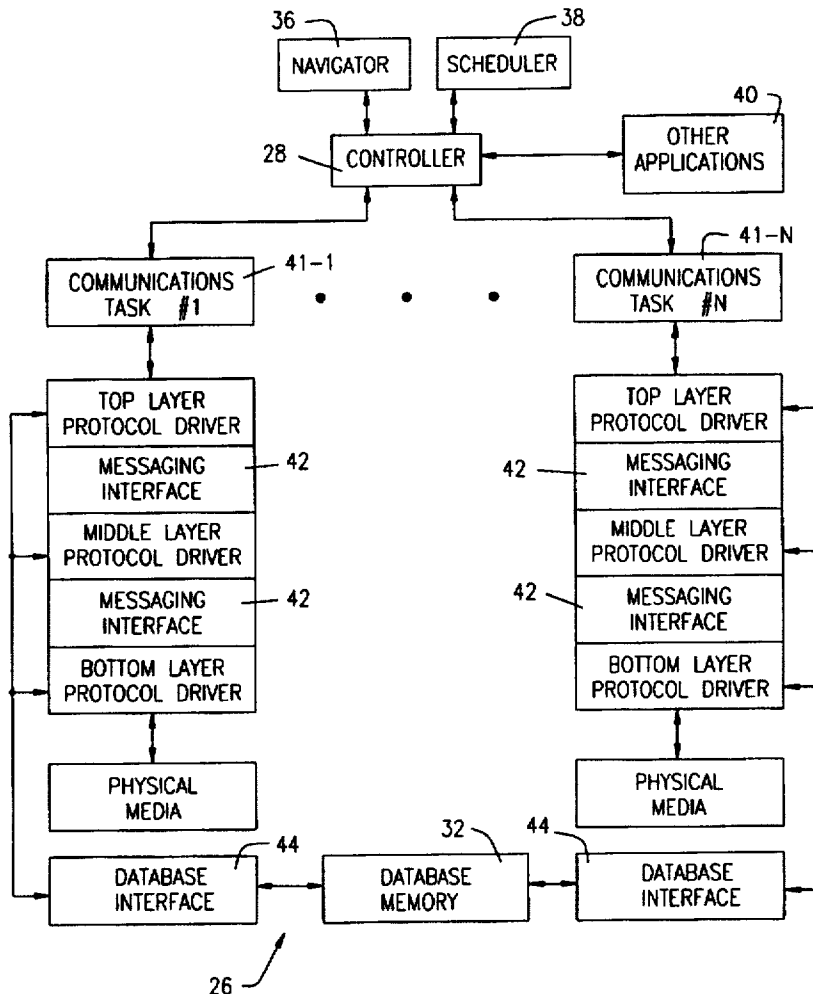 36
38
NAVIGATOR
SCHEDULER
40
28
CONTROLLER
OTHER
APPLICATIONS
41-1
41-N
COMMUNICATIONS
TASK #1
COMMUNICATIONS
TASK #N
TOP LAYER
PROTOCOL DRIVER
MESSAGING
INTERFACE
42
MIDDLE LAYER
PROTOCOL DRIVER
MESSAGING
INTERFACE
42
BOTTOM LAYER
PROTOCOL DRIVER
PHYSICAL
MEDIA
TOP LAYER
PROTOCOL DRIVER
42
MESSAGING
INTERFACE
MIDDLE LAYER
PROTOCOL DRIVER
42
MESSAGING
INTERFACE
BOTTOM LAYER
PROTOCOL DRIVER
PHYSICAL
MEDIA
44
32
44
DATABASE
INTERFACE
DATABASE
MEMORY
DATABASE
INTERFACE
26